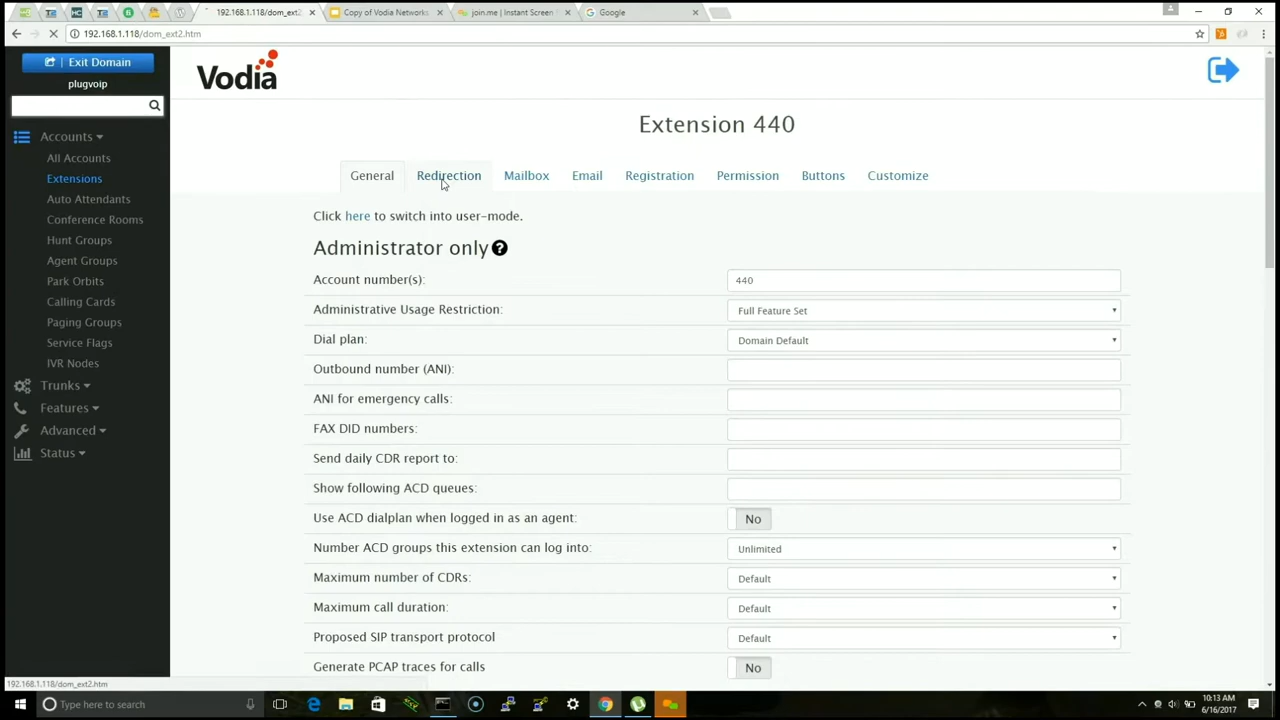 192.168.1.118/dom_ext2
Copy of Vodia Networks
join.me | Instant Screen
Google
192.168.1.118/dom_ext2.htm
Exit Domain
plugvoip
Vodia
Accounts
All Accounts
Extensions
Auto Attendants
Conference Rooms
Hunt Groups
Agent Groups
Park Orbits
Calling Cards
Paging Groups
Service Flags
IVR Nodes
Trunks
Features
Advanced
Status
Extension 440
General Redirection Mailbox Email Registration Permission Buttons Customize
Click here to switch into user-mode.
Administrator only
Account number(s): 440
Administrative Usage Restriction: Full Feature Set
Dial plan: Domain Default
Outbound number (ANI):
ANI for emergency calls:
FAX DID numbers:
Send daily CDR report to:
Show following ACD queues:
Use ACD dialplan when logged in as an agent: No
Number ACD groups this extension can log into: Unlimited
Maximum number of CDRs: Default
Maximum call duration: Default
Proposed SIP transport protocol Default
Generate PCAP traces for calls No
192.168.1.118/dom_ext2.htm
Type here to search
10:13 AM
6/16/2017